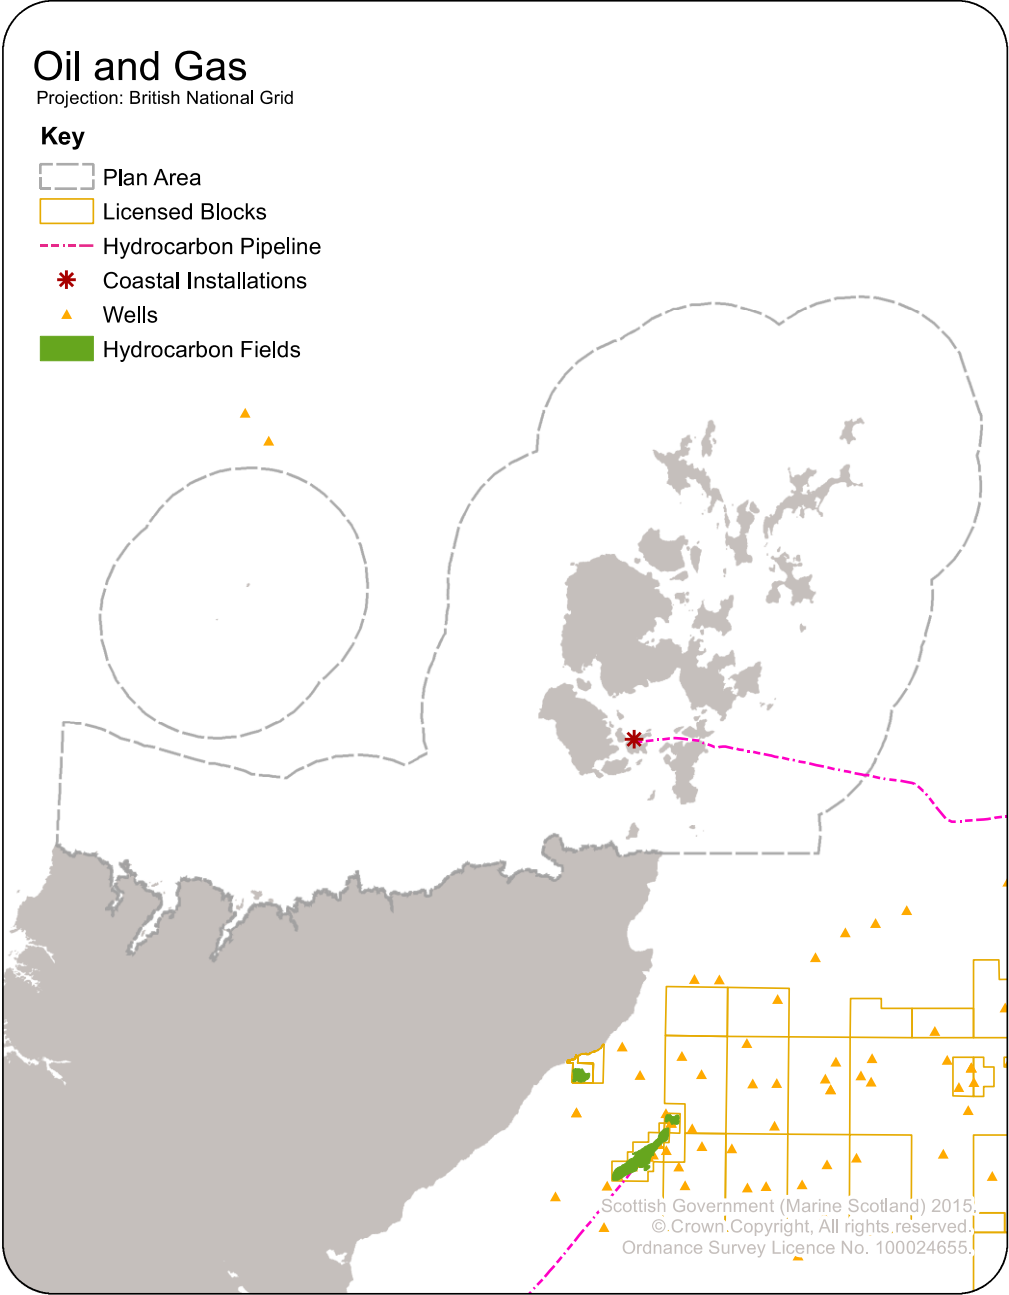 Oil and Gas
Projection: British National Grid
Key
Plan Area
Licensed Blocks
Hydrocarbon Pipeline
Coastal Installations
Wells
Hydrocarbon Fields
Scottish Government (Marine Scotland) 2015.
© Crown Copyright, All rights reserved.
Ordnance Survey Licence No. 100024655.